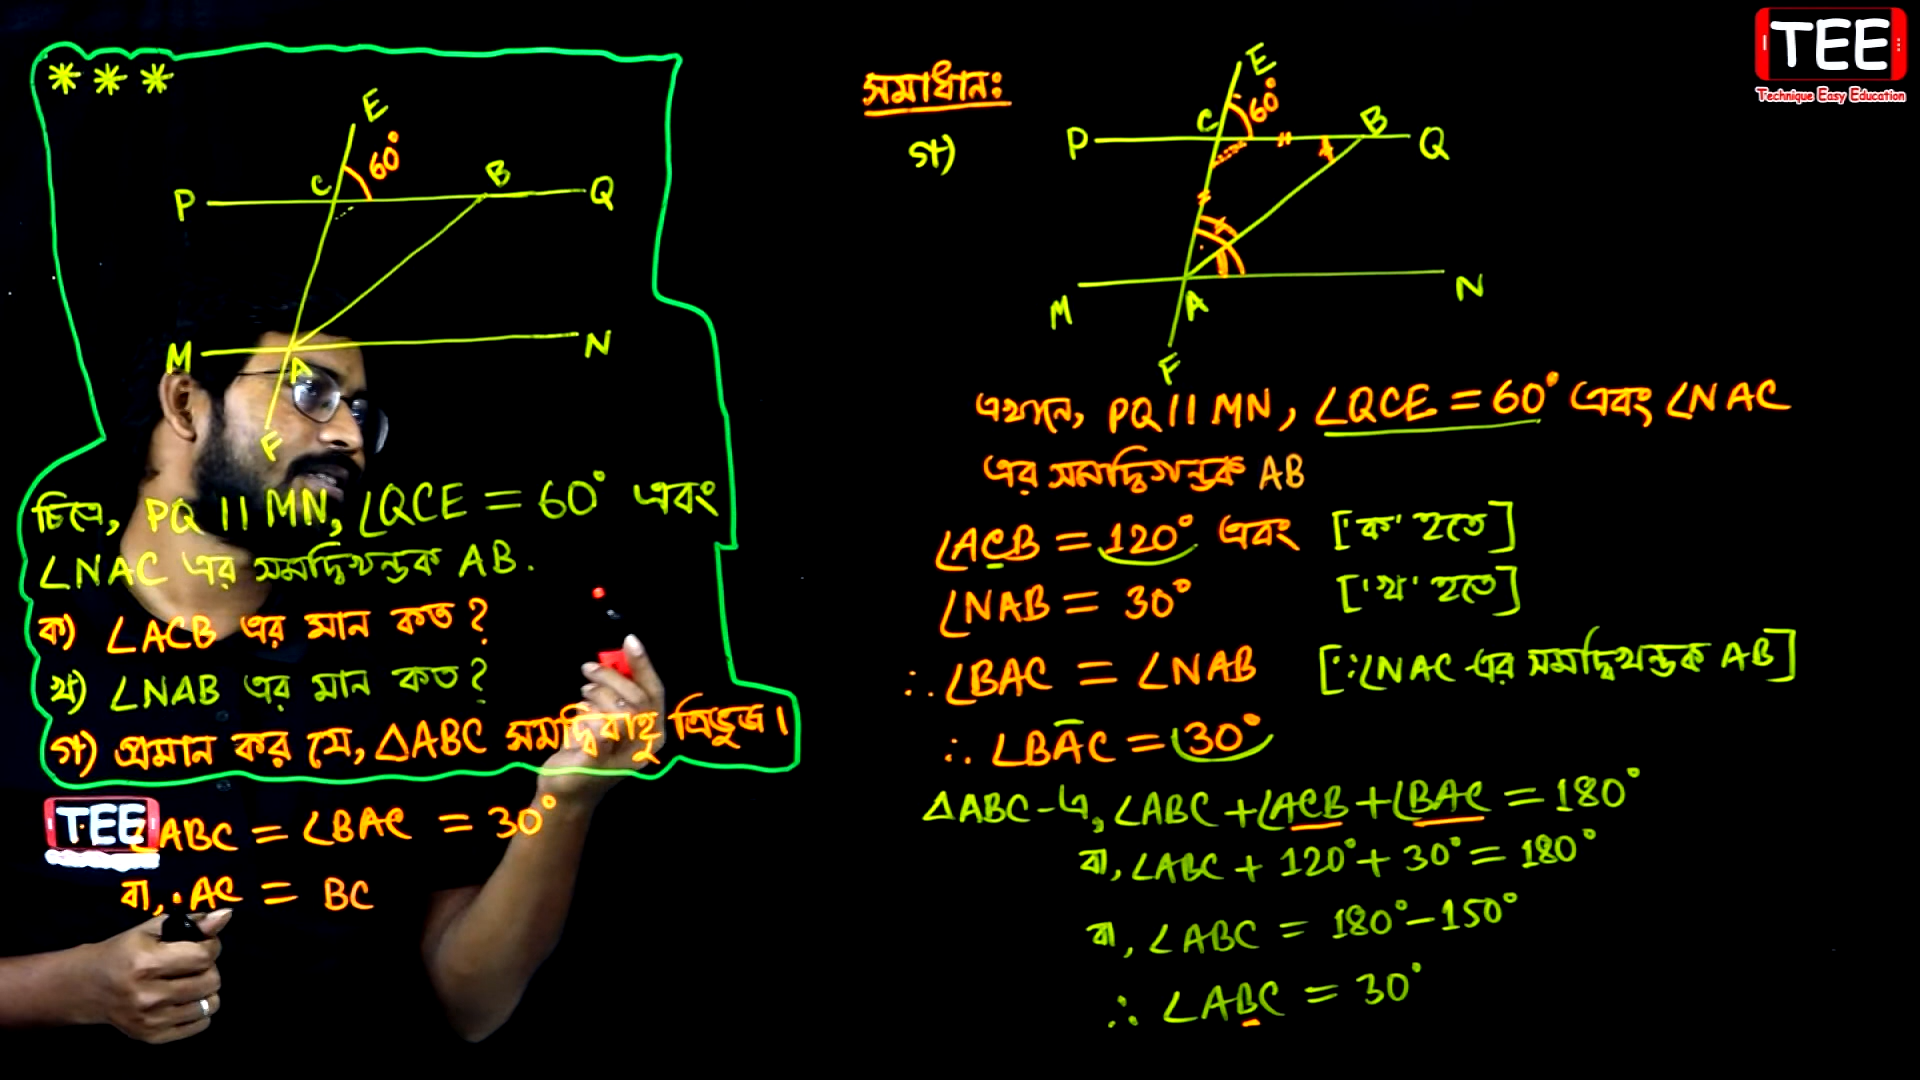 ***
E
60°
C
B
P
Q
M
A
N
F
চিত্রে, PQ || MN, ∠QCE = 60° এবং
∠NAC এর সমদ্বিখন্ডক AB.
ক) ∠ACB এর মান কত?
খ) ∠NAB এর মান কত?
গ) প্রমান কর যে, △ABC সমদ্বিবাহু ত্রিভুজ।
TEE
∠ABC = ∠BAC = 30°
বা, AC = BC
সমাধান:
গ)
E
60°
C
B
P
Q
M
A
N
F
এখানে, PQ || MN, ∠QCE = 60° এবং ∠NAC
এর সমদ্বিখন্ডক AB
∠ACB = 120° এবং ['ক' হতে]
∠NAB = 30° ['খ' হতে]
∴ ∠BAC = ∠NAB [∵∠NAC এর সমদ্বিখন্ডক AB]
∴ ∠BAC = 30°
△ABC-এ, ∠ABC + ∠ACB + ∠BAC = 180°
বা, ∠ABC + 120° + 30° = 180°
বা, ∠ABC = 180° - 150°
∴ ∠ABC = 30°
TEE
Technique Easy Education